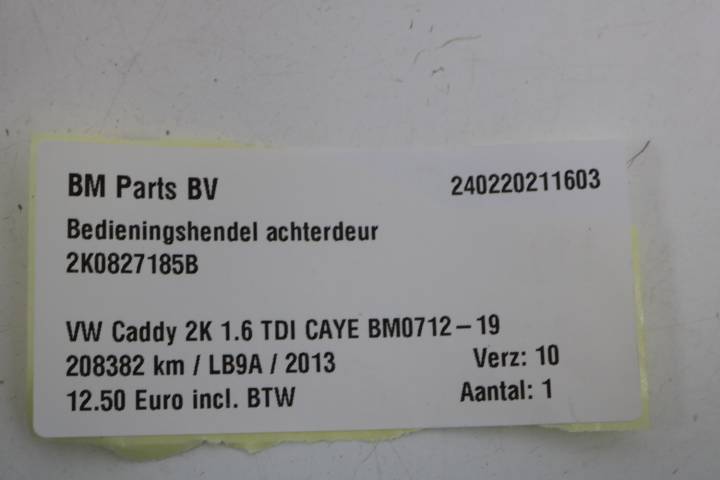 BM Parts BV 240220211603
Bedieningshendel achterdeur
2K0827185B
VW Caddy 2K 1.6 TDI CAYE BM0712-19
208382 km / LB9A / 2013 Verz: 10
12.50 Euro incl. BTW Aantal: 1